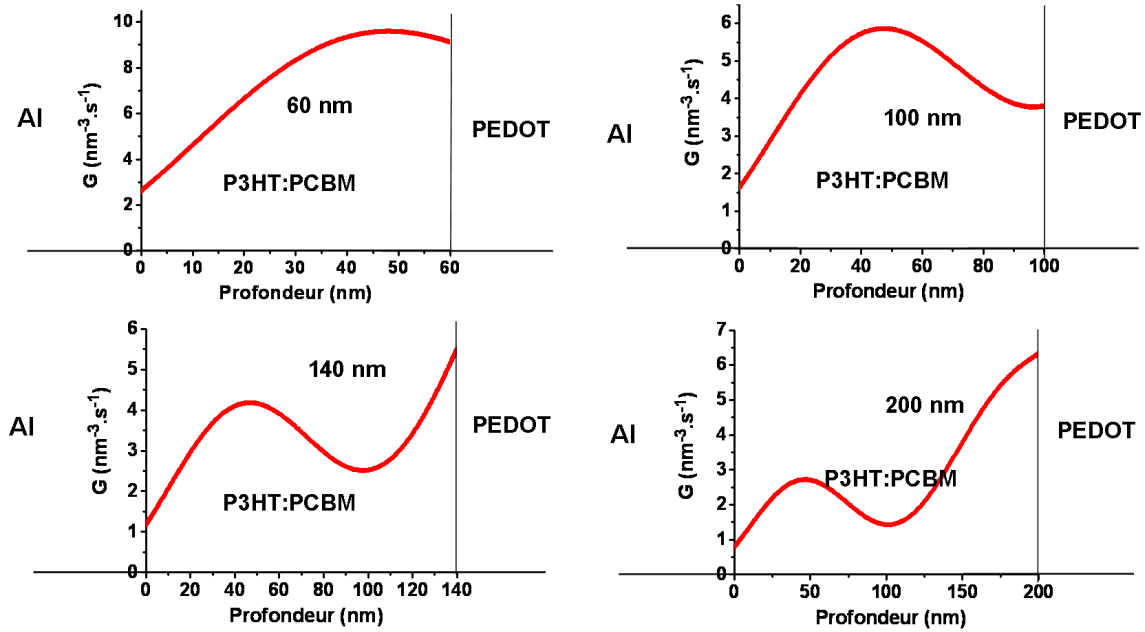 10
8
6
4
2
0
G (nm⁻³.s⁻¹)
Al
60 nm
P3HT:PCBM
PEDOT
0 10 20 30 40 50 60
Profondeur (nm)
6
5
4
3
2
1
0
G (nm⁻³.s⁻¹)
Al
100 nm
P3HT:PCBM
PEDOT
0 20 40 60 80 100
Profondeur (nm)
6
5
4
3
2
1
0
G (nm⁻³.s⁻¹)
Al
140 nm
P3HT:PCBM
PEDOT
0 20 40 60 80 100 120 140
Profondeur (nm)
7
6
5
4
3
2
1
0
G (nm⁻³.s⁻¹)
Al
200 nm
P3HT:PCBM
PEDOT
0 50 100 150 200
Profondeur (nm)